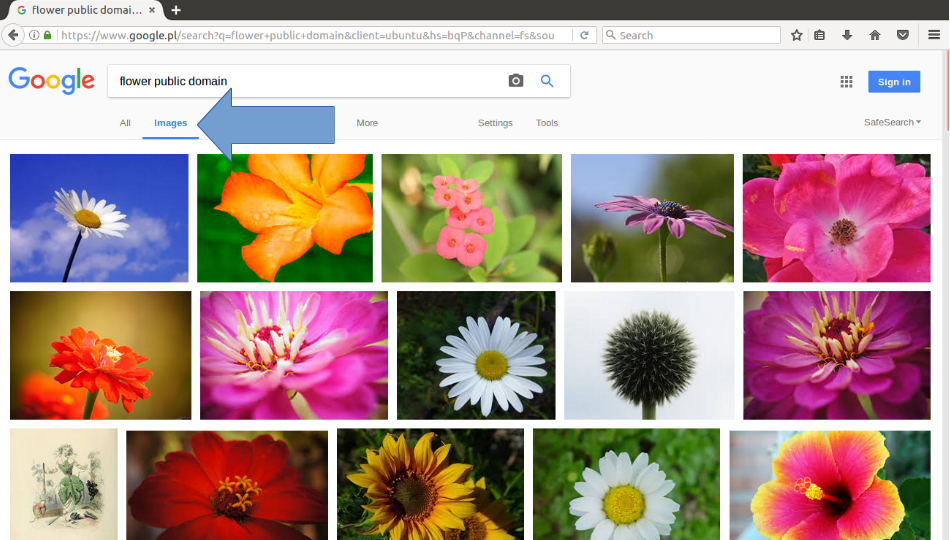 flower public domai... × +
https://www.google.pl/search?q=flower+public+domain&client=ubuntu&hs=bqP&channel=fs&sou Search
Google flower public domain Sign in
All Images More Settings Tools SafeSearch